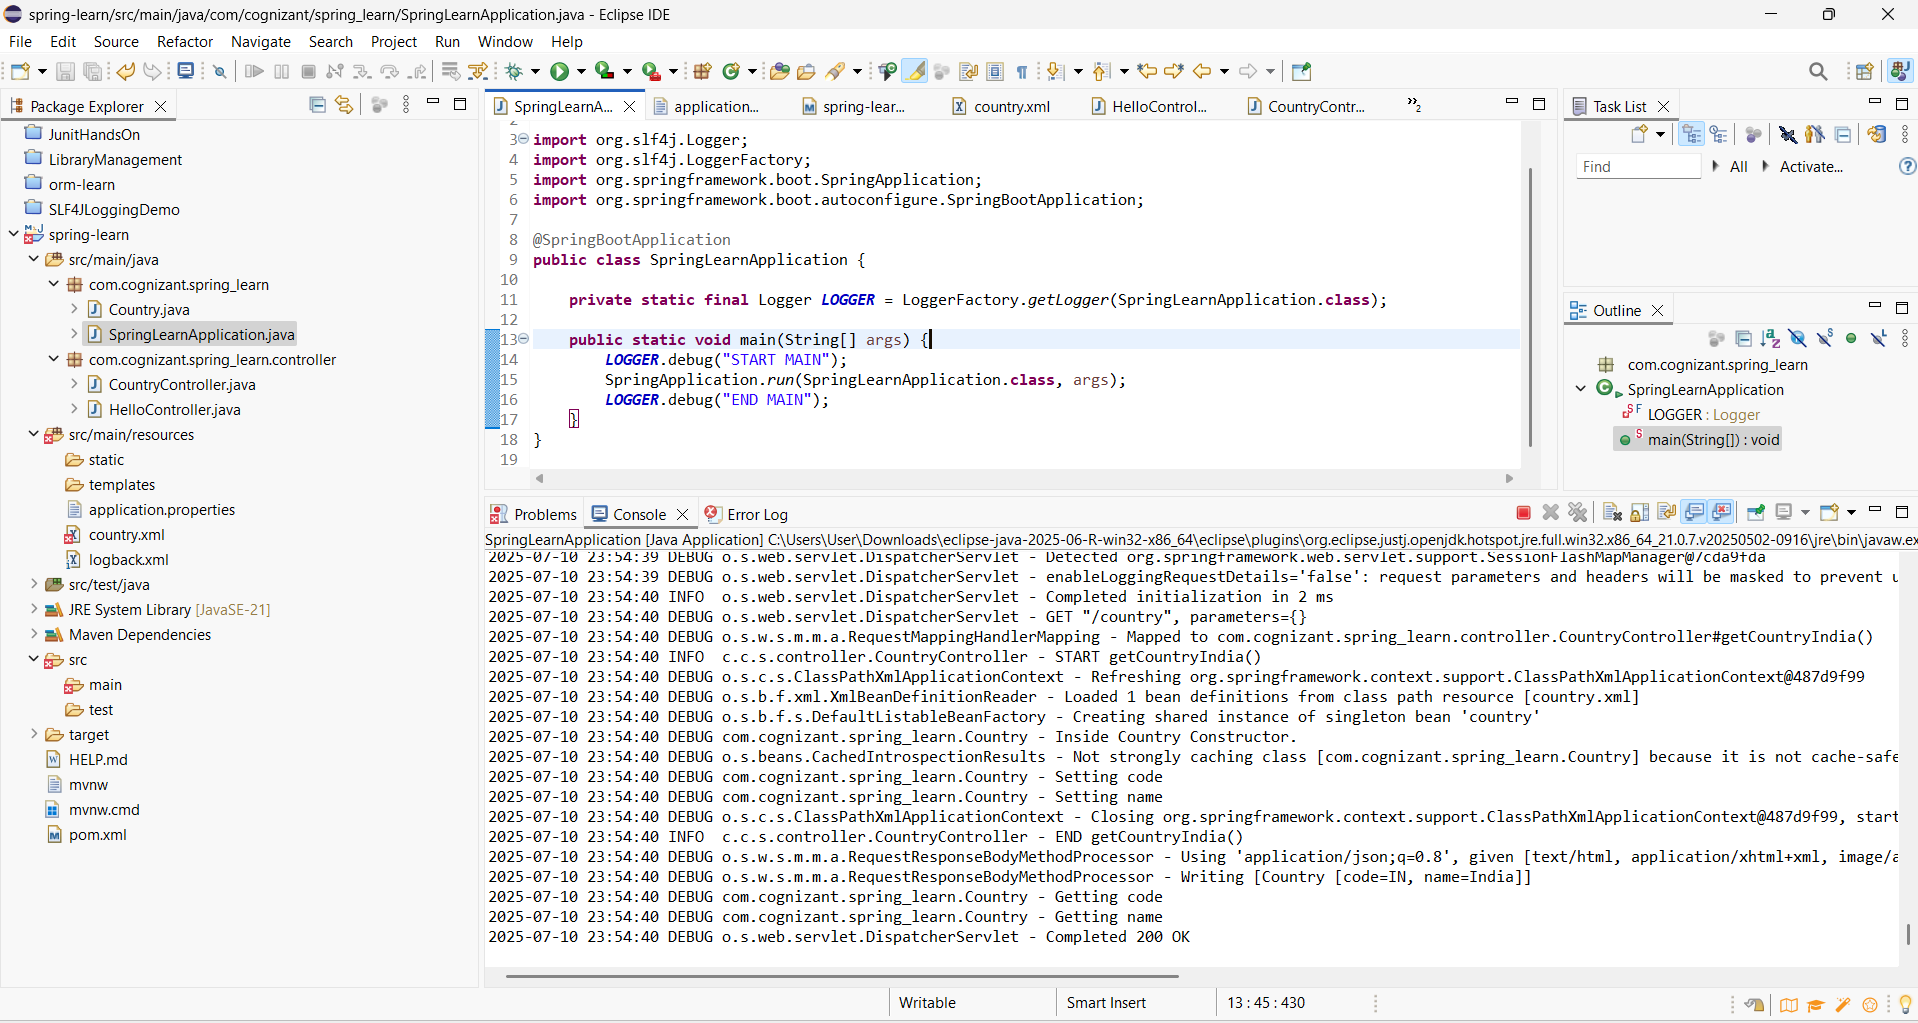 spring-learn/src/main/java/com/cognizant/spring_learn/SpringLearnApplication.java - Eclipse IDE
File Edit Source Refactor Navigate Search Project Run Window Help
Package Explorer
JunitHandsOn
LibraryManagement
orm-learn
SLF4JLoggingDemo
spring-learn
src/main/java
com.cognizant.spring_learn
Country.java
SpringLearnApplication.java
com.cognizant.spring_learn.controller
CountryController.java
HelloController.java
src/main/resources
static
templates
application.properties
country.xml
logback.xml
src/test/java
JRE System Library [JavaSE-21]
Maven Dependencies
src
main
test
target
HELP.md
mvnw
mvnw.cmd
pom.xml
SpringLearnA... application... spring-lear... country.xml HelloControl... CountryContr... »2
3 import org.slf4j.Logger;
4 import org.slf4j.LoggerFactory;
5 import org.springframework.boot.SpringApplication;
6 import org.springframework.boot.autoconfigure.SpringBootApplication;
7
8 @SpringBootApplication
9 public class SpringLearnApplication {
10
11 private static final Logger LOGGER = LoggerFactory.getLogger(SpringLearnApplication.class);
12
13 public static void main(String[] args) {
14 LOGGER.debug("START MAIN");
15 SpringApplication.run(SpringLearnApplication.class, args);
16 LOGGER.debug("END MAIN");
17 }
18 }
19
Task List
Find All Activate...
Outline
com.cognizant.spring_learn
SpringLearnApplication
LOGGER : Logger
main(String[]) : void
Problems Console Error Log
SpringLearnApplication [Java Application] C:\Users\User\Downloads\eclipse-java-2025-06-R-win32-x86_64\eclipse\plugins\org.eclipse.justj.openjdk.hotspot.jre.full.win32.x86_64_21.0.7.v20250502-0916\jre\bin\javaw.ex
2025-07-10 23:54:39 DEBUG o.s.web.servlet.DispatcherServlet - Detected org.springframework.web.servlet.support.SessionFlashMapManager@7cda9fda
2025-07-10 23:54:39 DEBUG o.s.web.servlet.DispatcherServlet - enableLoggingRequestDetails='false': request parameters and headers will be masked to prevent u
2025-07-10 23:54:40 INFO o.s.web.servlet.DispatcherServlet - Completed initialization in 2 ms
2025-07-10 23:54:40 DEBUG o.s.web.servlet.DispatcherServlet - GET "/country", parameters={}
2025-07-10 23:54:40 DEBUG o.s.w.s.m.m.a.RequestMappingHandlerMapping - Mapped to com.cognizant.spring_learn.controller.CountryController#getCountryIndia()
2025-07-10 23:54:40 INFO c.c.s.controller.CountryController - START getCountryIndia()
2025-07-10 23:54:40 DEBUG o.s.c.s.ClassPathXmlApplicationContext - Refreshing org.springframework.context.support.ClassPathXmlApplicationContext@487d9f99
2025-07-10 23:54:40 DEBUG o.s.b.f.xml.XmlBeanDefinitionReader - Loaded 1 bean definitions from class path resource [country.xml]
2025-07-10 23:54:40 DEBUG o.s.b.f.s.DefaultListableBeanFactory - Creating shared instance of singleton bean 'country'
2025-07-10 23:54:40 DEBUG com.cognizant.spring_learn.Country - Inside Country Constructor.
2025-07-10 23:54:40 DEBUG o.s.beans.CachedIntrospectionResults - Not strongly caching class [com.cognizant.spring_learn.Country] because it is not cache-safe
2025-07-10 23:54:40 DEBUG com.cognizant.spring_learn.Country - Setting code
2025-07-10 23:54:40 DEBUG com.cognizant.spring_learn.Country - Setting name
2025-07-10 23:54:40 DEBUG o.s.c.s.ClassPathXmlApplicationContext - Closing org.springframework.context.support.ClassPathXmlApplicationContext@487d9f99, start
2025-07-10 23:54:40 INFO c.c.s.controller.CountryController - END getCountryIndia()
2025-07-10 23:54:40 DEBUG o.s.w.s.m.m.a.RequestResponseBodyMethodProcessor - Using 'application/json;q=0.8', given [text/html, application/xhtml+xml, image/a
2025-07-10 23:54:40 DEBUG o.s.w.s.m.m.a.RequestResponseBodyMethodProcessor - Writing [Country [code=IN, name=India]]
2025-07-10 23:54:40 DEBUG com.cognizant.spring_learn.Country - Getting code
2025-07-10 23:54:40 DEBUG com.cognizant.spring_learn.Country - Getting name
2025-07-10 23:54:40 DEBUG o.s.web.servlet.DispatcherServlet - Completed 200 OK
Writable Smart Insert 13 : 45 : 430